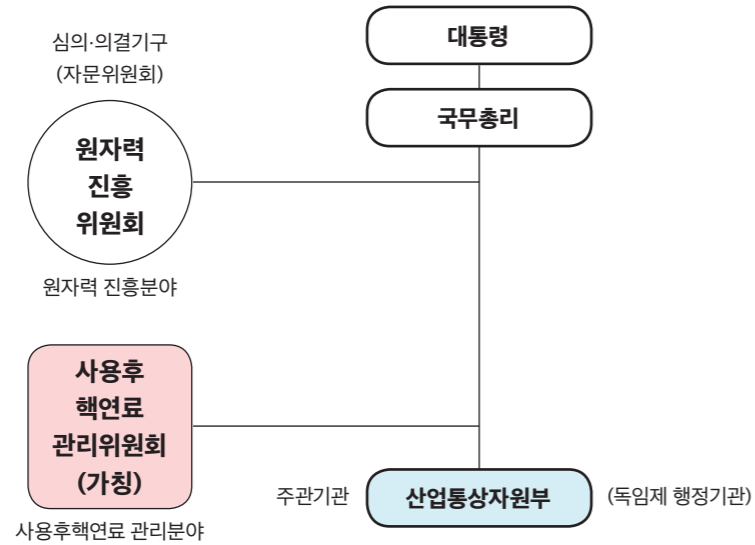 심의·의결기구
(자문위원회)
대통령
국무총리
원자력
진흥
위원회
원자력 진흥분야
사용후
핵연료
관리위원회
(가칭)
사용후핵연료 관리분야
주관기관
산업통상자원부
(독임제 행정기관)